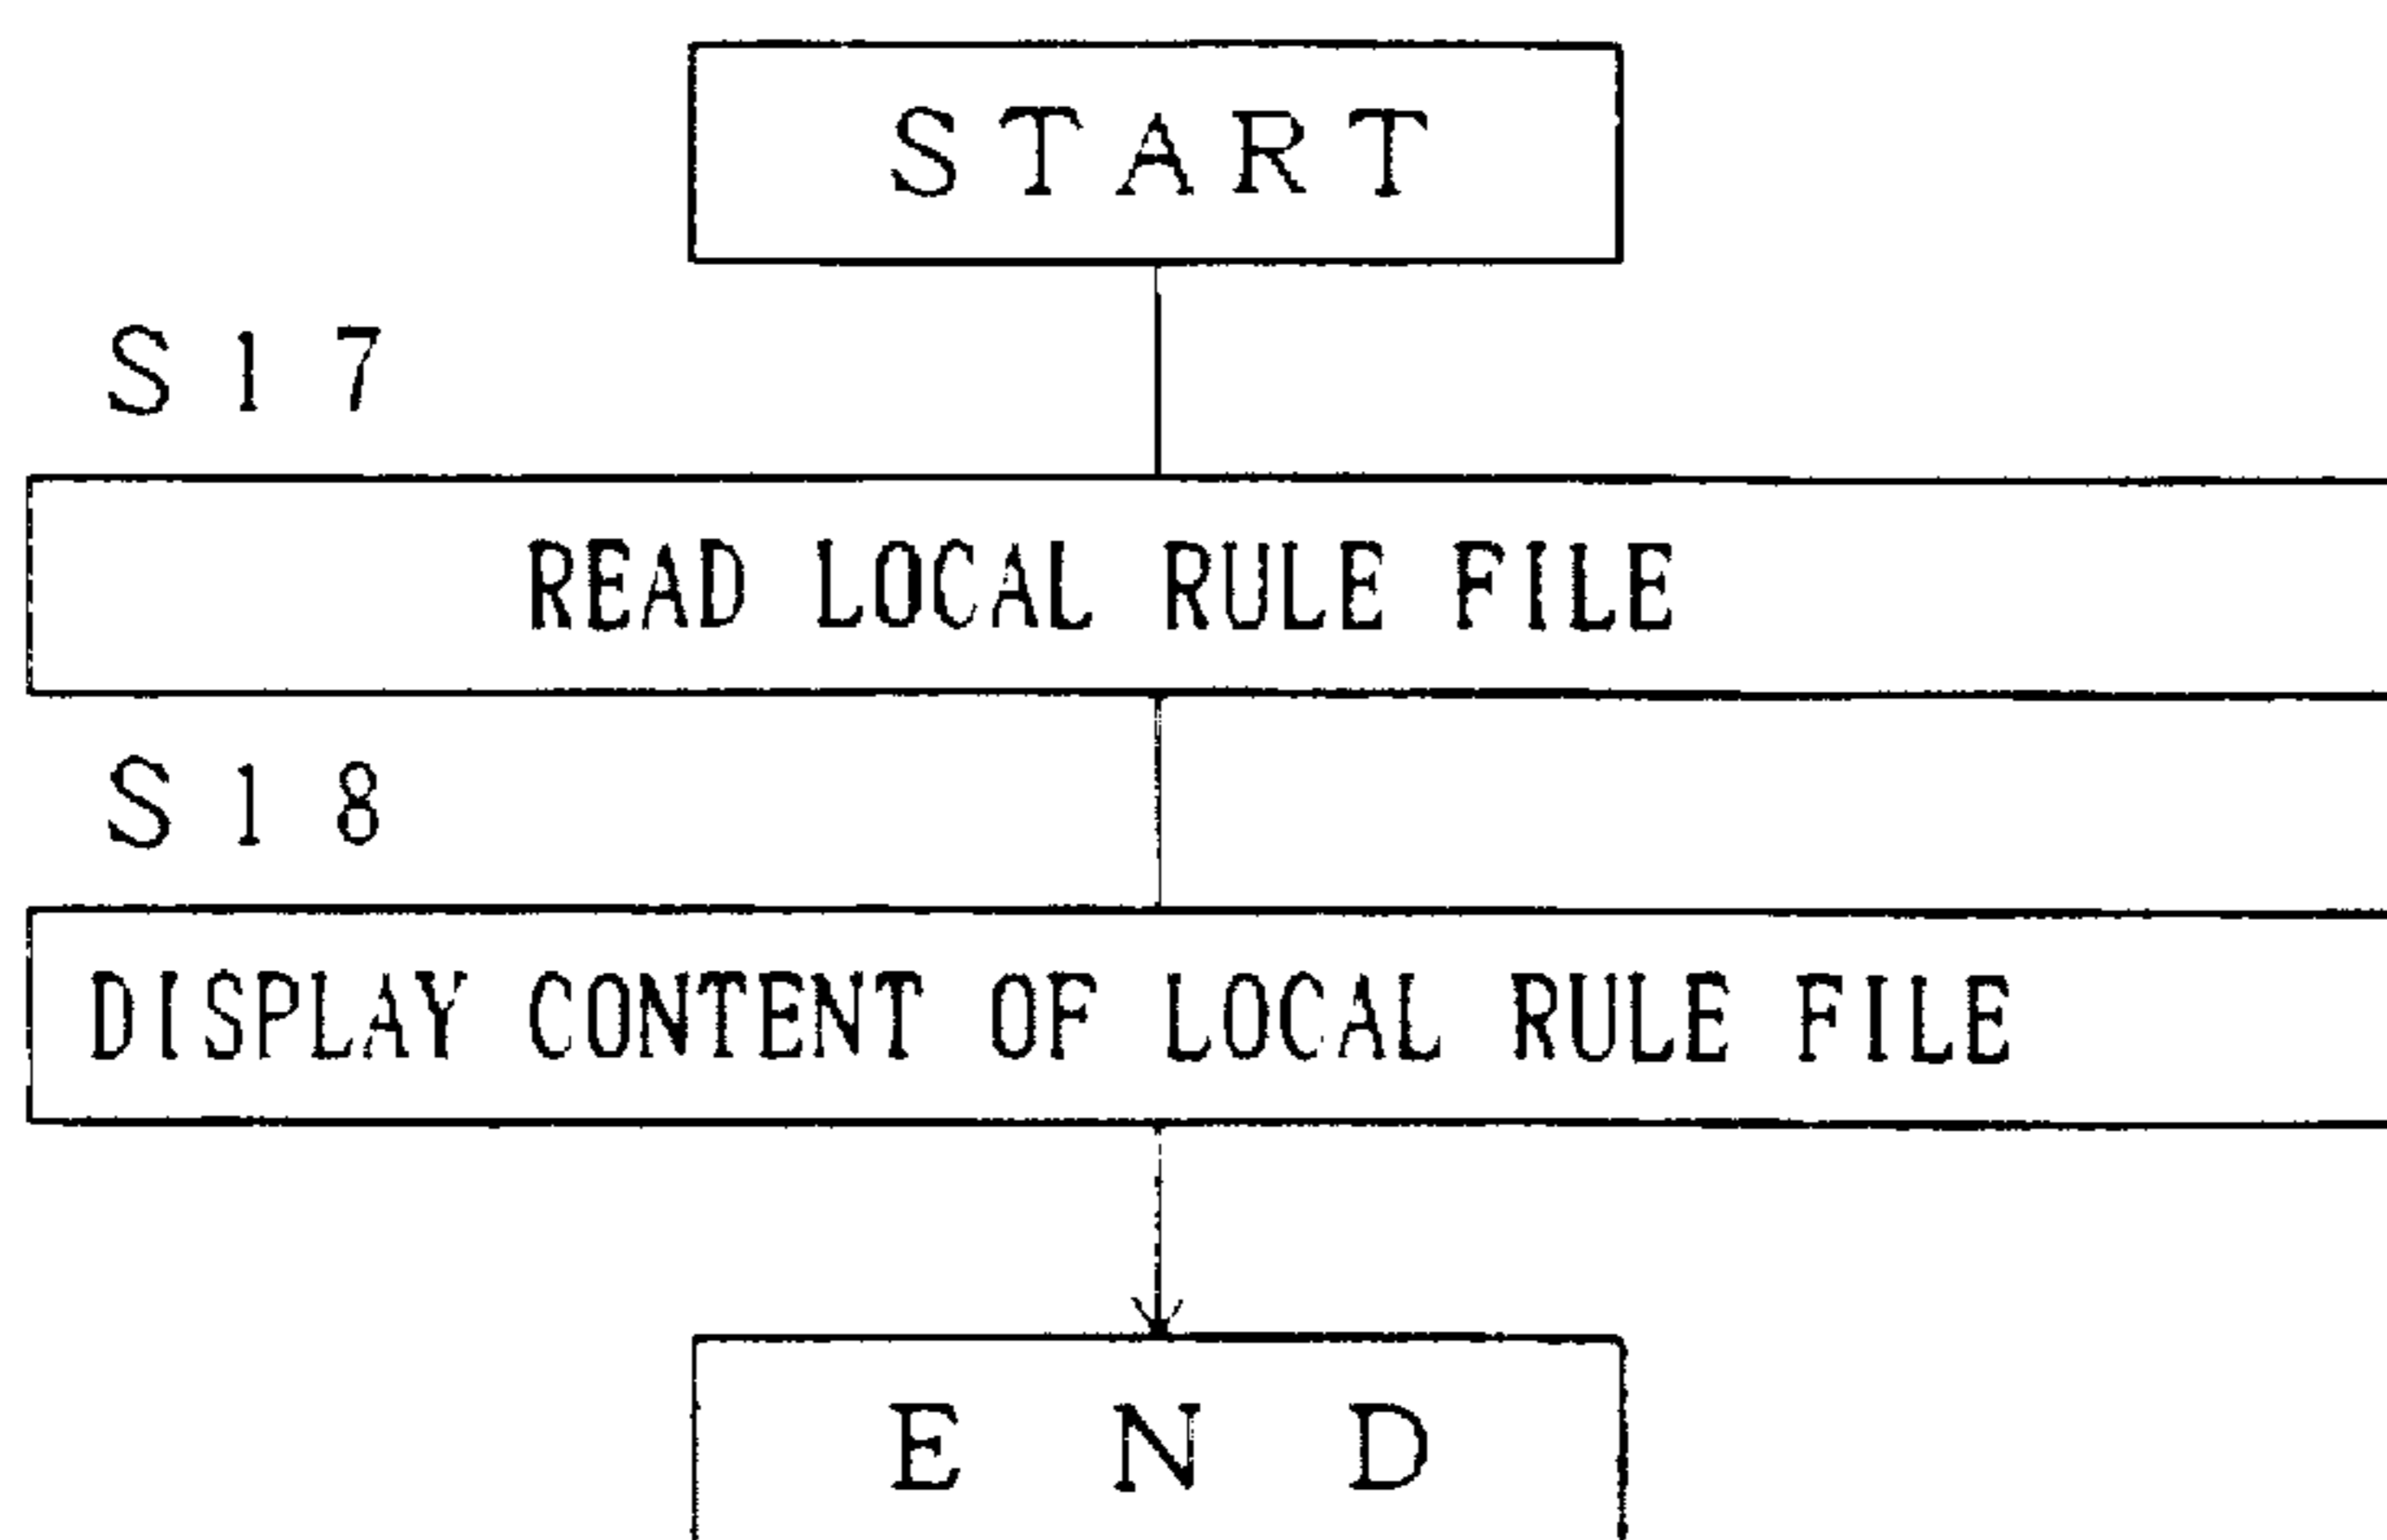 START
S17
READ LOCAL RULE FILE
S18
DISPLAY CONTENT OF LOCAL RULE FILE
END